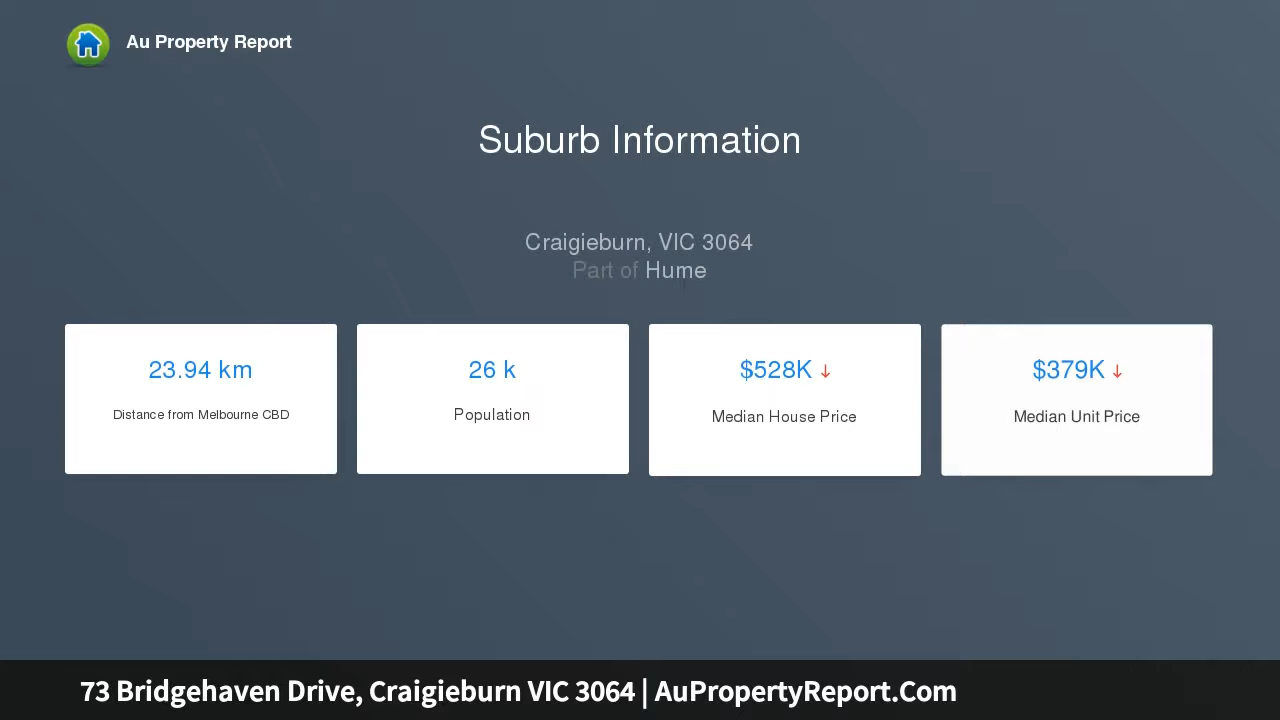 Au Property Report
Suburb Information
Craigieburn, VIC 3064
Part of Hume
23.94 km
Distance from Melbourne CBD
26 k
Population
$528K ↓
Median House Price
$379K ↓
Median Unit Price
73 Bridgehaven Drive, Craigieburn VIC 3064 | AuPropertyReport.Com